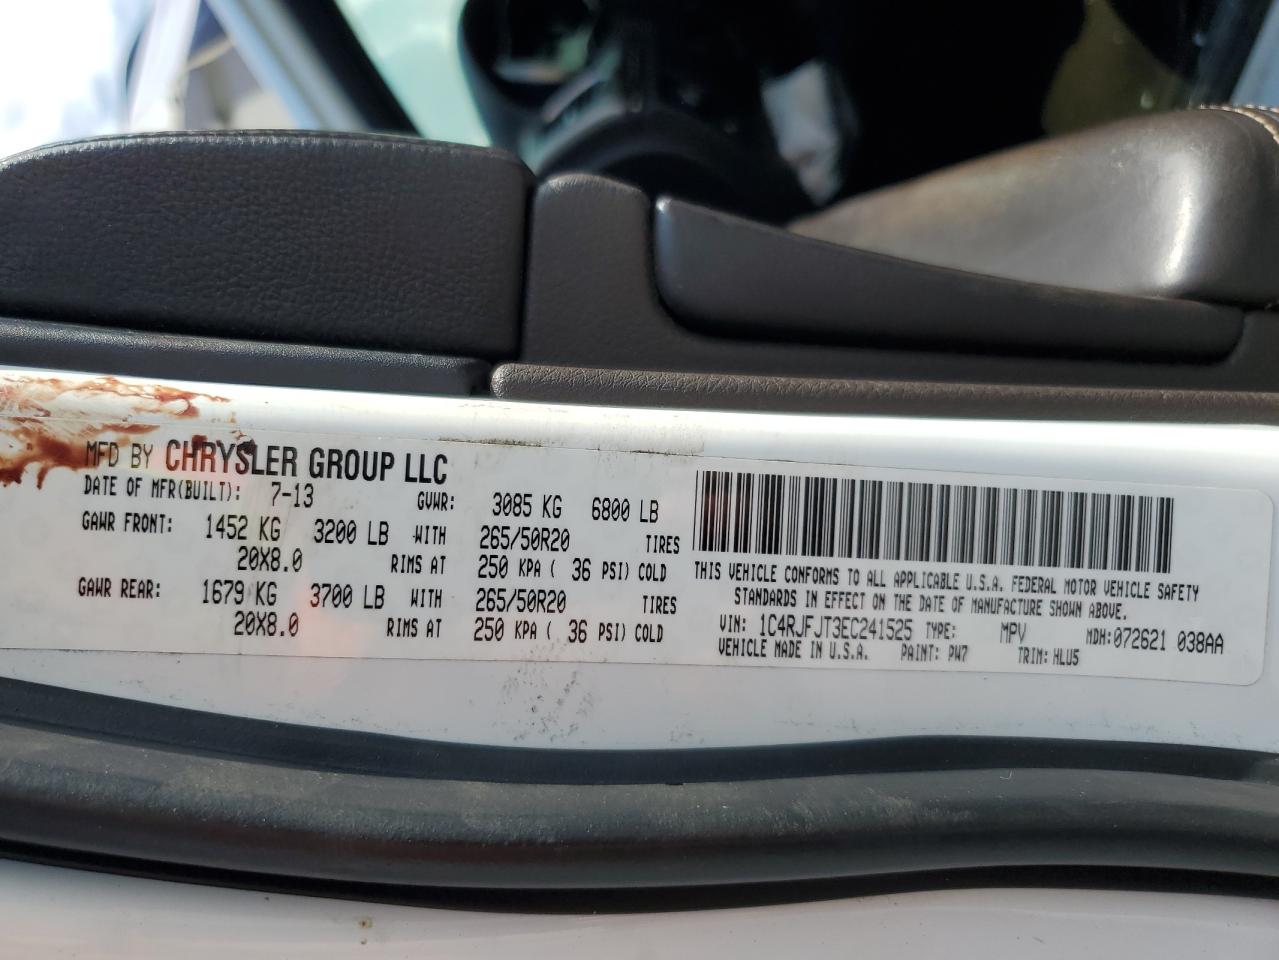 MFD BY CHRYSLER GROUP LLC
DATE OF MFR(BUILT): 7-13 GVWR: 3085 KG 6800 LB
GAWR FRONT: 1452 KG 3200 LB WITH 265/50R20 TIRES
20X8.0 RIMS AT 250 KPA ( 36 PSI) COLD
GAWR REAR: 1679 KG 3700 LB WITH 265/50R20 TIRES
20X8.0 RIMS AT 250 KPA ( 36 PSI) COLD
THIS VEHICLE CONFORMS TO ALL APPLICABLE U.S.A. FEDERAL MOTOR VEHICLE SAFETY
STANDARDS IN EFFECT ON THE DATE OF MANUFACTURE SHOWN ABOVE.
VIN: 1C4RJFJT3EC241525 TYPE: MPV MDH:072621 038AA
VEHICLE MADE IN U.S.A. PAINT: PW7 TRIM: HLU5